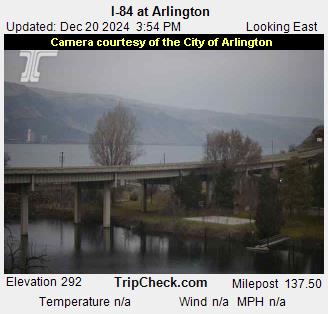 I-84 at Arlington
Updated: Dec 20 2024 3:54 PM Looking East
Camera courtesy of the City of Arlington
Elevation 292 TripCheck.com Milepost 137.50
Temperature n/a Wind n/a MPH n/a